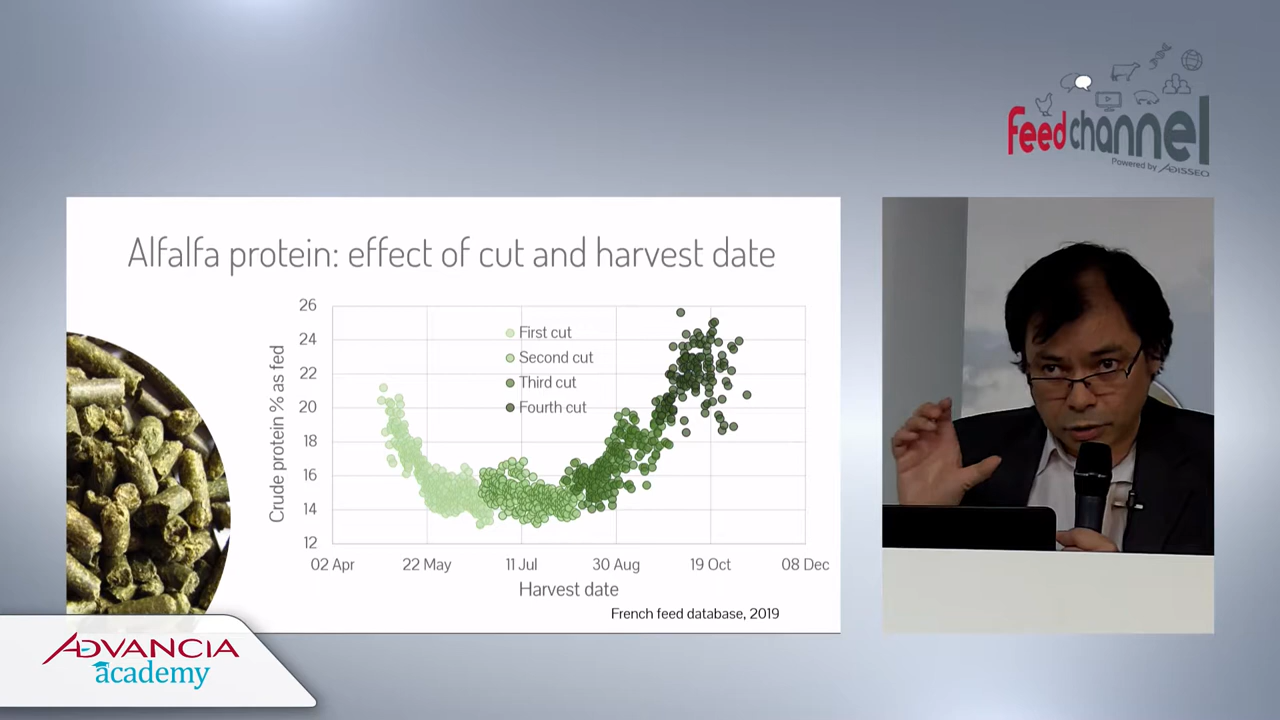 feedchannel
Powered by ADISSEO
Alfalfa protein: effect of cut and harvest date
Crude protein % as fed
26
24
22
20
18
16
14
12
First cut
Second cut
Third cut
Fourth cut
02 Apr
22 May
11 Jul
30 Aug
19 Oct
08 Dec
Harvest date
French feed database, 2019
ADVANCIA
academy